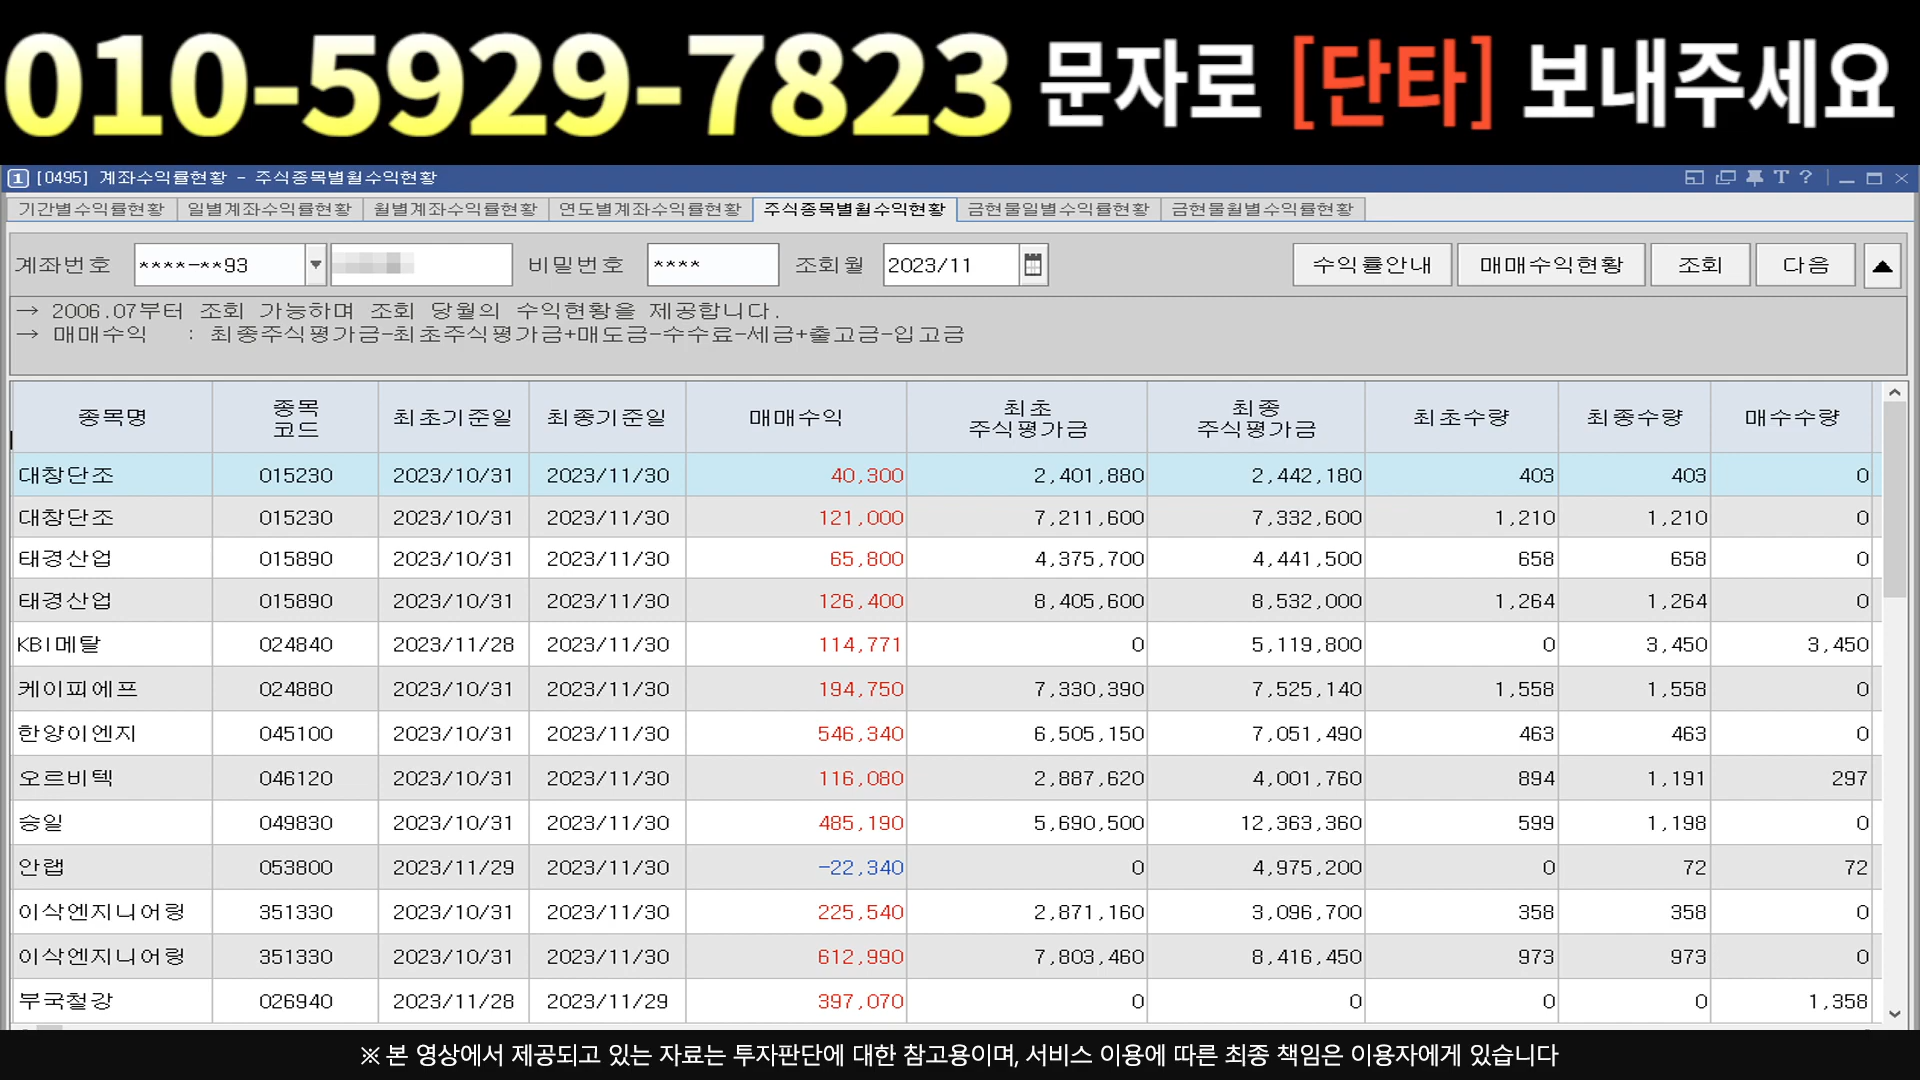 010-5929-7823 문자로 [단타] 보내주세요
1 [0495] 계좌수익률현황 - 주식종목별월수익현황
기간별수익률현황 일별계좌수익률현황 월별계좌수익률현황 연도별계좌수익률현황 주식종목별월수익현황 금현물일별수익률현황 금현물월별수익률현황
계좌번호 ****-**93 비밀번호 **** 조회월 2023/11 수익률안내 매매수익현황 조회 다음
→ 2006.07부터 조회 가능하며 조회 당월의 수익현황을 제공합니다.
→ 매매수익 : 최종주식평가금-최초주식평가금+매도금-수수료-세금+출고금-입고금
종목명 종목코드 최초기준일 최종기준일 매매수익 최초주식평가금 최종주식평가금 최초수량 최종수량 매수수량
대창단조 015230 2023/10/31 2023/11/30 40,300 2,401,880 2,442,180 403 403 0
대창단조 015230 2023/10/31 2023/11/30 121,000 7,211,600 7,332,600 1,210 1,210 0
태경산업 015890 2023/10/31 2023/11/30 65,800 4,375,700 4,441,500 658 658 0
태경산업 015890 2023/10/31 2023/11/30 126,400 8,405,600 8,532,000 1,264 1,264 0
KBI메탈 024840 2023/11/28 2023/11/30 114,771 0 5,119,800 0 3,450 3,450
케이피에프 024880 2023/10/31 2023/11/30 194,750 7,330,390 7,525,140 1,558 1,558 0
한양이엔지 045100 2023/10/31 2023/11/30 546,340 6,505,150 7,051,490 463 463 0
오르비텍 046120 2023/10/31 2023/11/30 116,080 2,887,620 4,001,760 894 1,191 297
승일 049830 2023/10/31 2023/11/30 485,190 5,690,500 12,363,360 599 1,198 0
안랩 053800 2023/11/29 2023/11/30 -22,340 0 4,975,200 0 72 72
이삭엔지니어링 351330 2023/10/31 2023/11/30 225,540 2,871,160 3,096,700 358 358 0
이삭엔지니어링 351330 2023/10/31 2023/11/30 612,990 7,803,460 8,416,450 973 973 0
부국철강 026940 2023/11/28 2023/11/29 397,070 0 0 0 0 1,358
※ 본 영상에서 제공되고 있는 자료는 투자판단에 대한 참고용이며, 서비스 이용에 따른 최종 책임은 이용자에게 있습니다